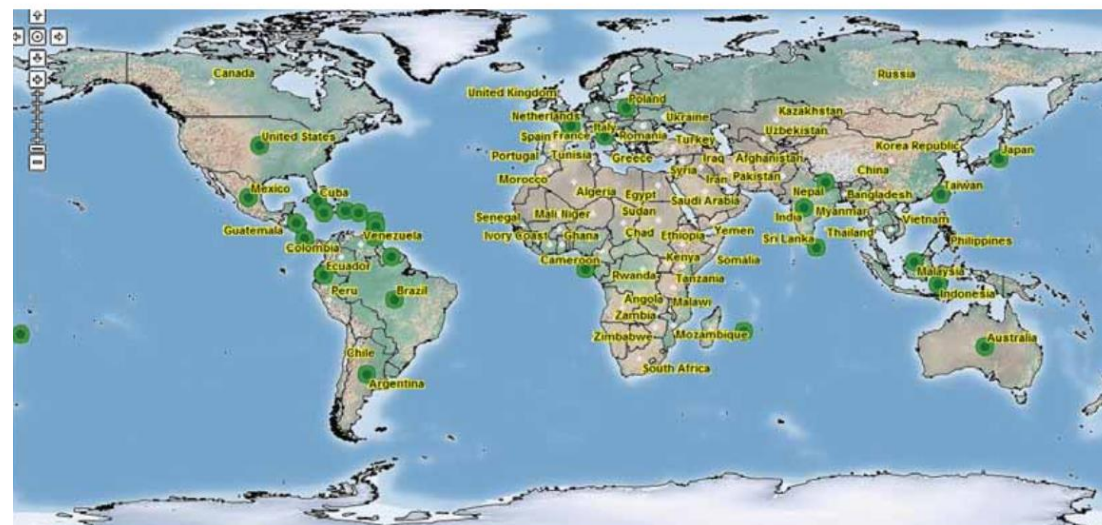 Canada
Russia
United Kingdom
Poland
Kazakhstan
Netherlands
Ukraine
United States
Spain
France
Italy
Romania
Turkey
Uzbekistan
Korea Republic
Japan
Portugal
Tunisia
Greece
Syria
Iraq
Afghanistan
China
Morocco
Iran
Pakistan
Mexico
Cuba
Algeria
Egypt
Saudi Arabia
Nepal
Bangladesh
Taiwan
Guatemala
Senegal
Mali
Niger
Sudan
India
Myanmar
Vietnam
Venezuela
Ivory Coast
Ghana
Chad
Ethiopia
Yemen
Sri Lanka
Thailand
Philippines
Colombia
Cameroon
Kenya
Somalia
Ecuador
Rwanda
Tanzania
Malaysia
Peru
Brazil
Angola
Malawi
Indonesia
Zambia
Zimbabwe
Mozambique
Australia
Chile
South Africa
Argentina